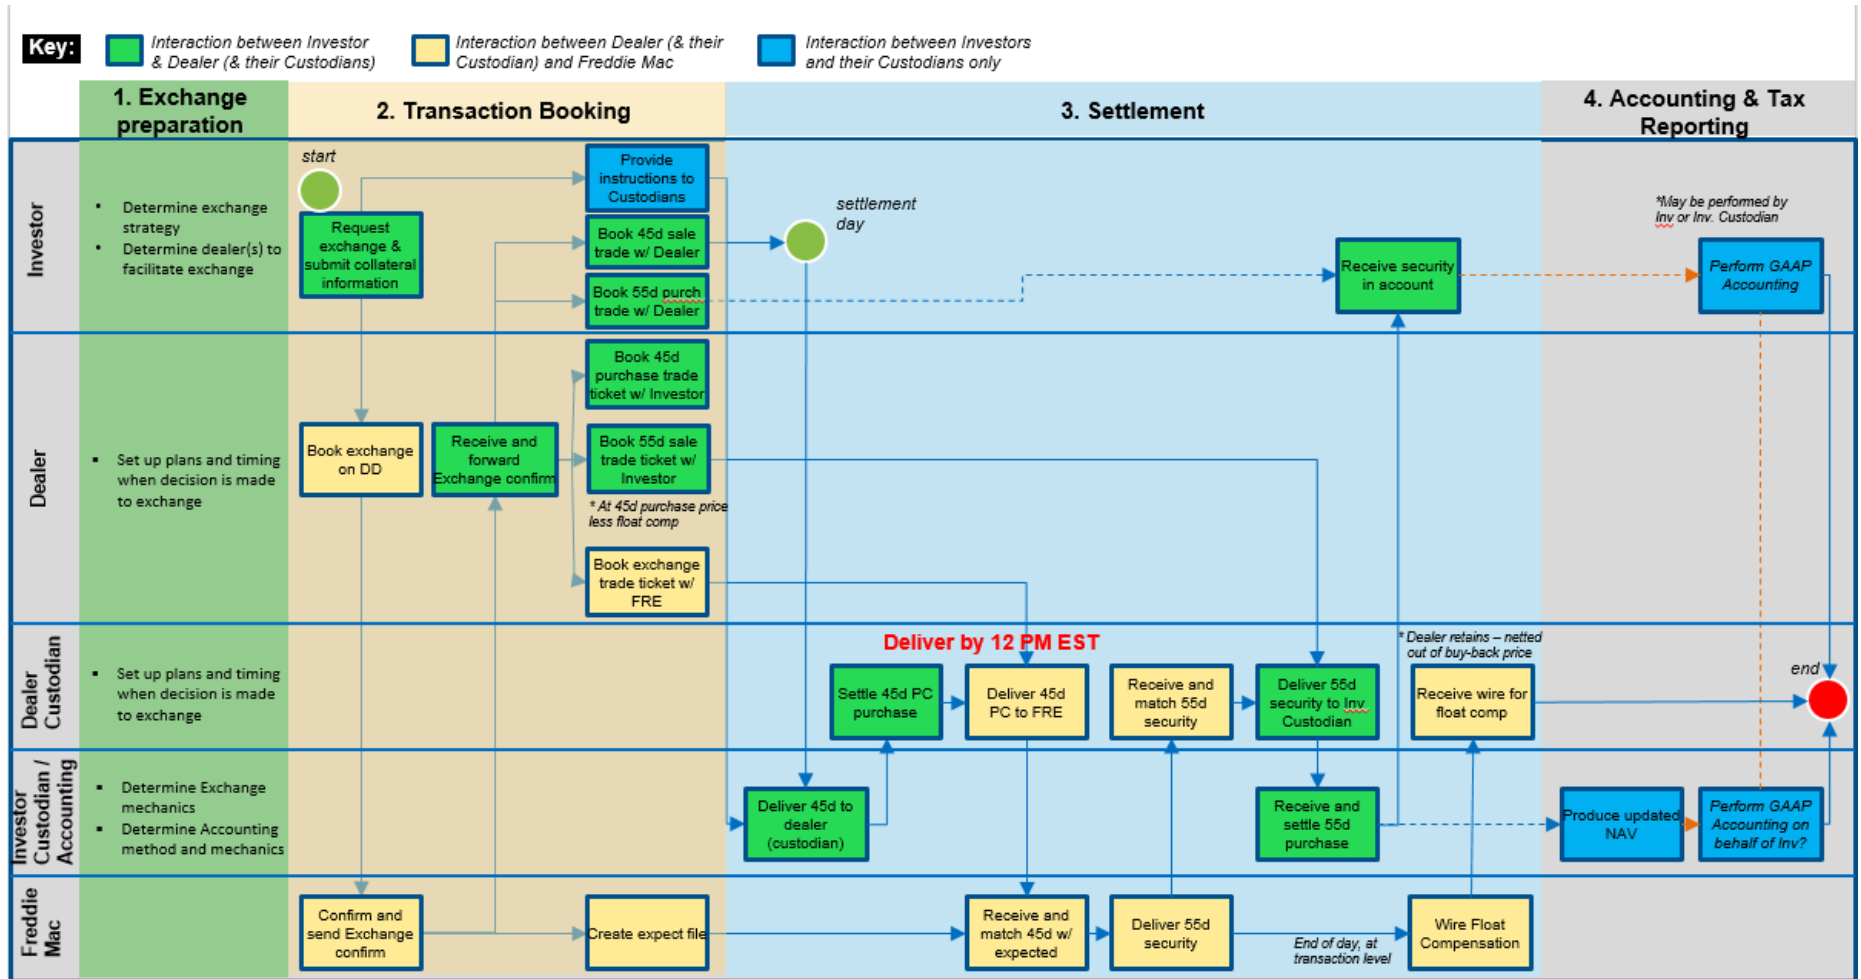 Key:
Interaction between Investor
& Dealer (& their Custodians)
Interaction between Dealer (& their
Custodian) and Freddie Mac
Interaction between Investors
and their Custodians only
1. Exchange
preparation
2. Transaction Booking
3. Settlement
4. Accounting & Tax
Reporting
Investor
• Determine exchange
strategy
• Determine dealer(s) to
facilitate exchange
start
Request
exchange &
submit collateral
information
Provide
instructions to
Custodians
Book 45d sale
trade w/ Dealer
Book 55d purch
trade w/ Dealer
settlement
day
Receive security
in account
*May be performed by
Inv or Inv. Custodian
Perform GAAP
Accounting
Dealer
▪ Set up plans and timing
when decision is made
to exchange
Book exchange
on DD
Receive and
forward
Exchange confirm
Book 45d
purchase trade
ticket w/ Investor
Book 55d sale
trade ticket w/
Investor
* At 45d purchase price
less float comp
Book exchange
trade ticket w/
FRE
Dealer
Custodian
▪ Set up plans and timing
when decision is made
to exchange
Deliver by 12 PM EST
Settle 45d PC
purchase
Deliver 45d
PC to FRE
Receive and
match 55d
security
Deliver 55d
security to Inv.
Custodian
* Dealer retains – netted
out of buy-back price
Receive wire for
float comp
end
Investor
Custodian /
Accounting
▪ Determine Exchange
mechanics
▪ Determine Accounting
method and mechanics
Deliver 45d to
dealer
(custodian)
Receive and
settle 55d
purchase
Produce updated
NAV
Perform GAAP
Accounting on
behalf of Inv?
Freddie
Mac
Confirm and
send Exchange
confirm
Create expect file
Receive and
match 45d w/
expected
Deliver 55d
security
End of day, at
transaction level
Wire Float
Compensation